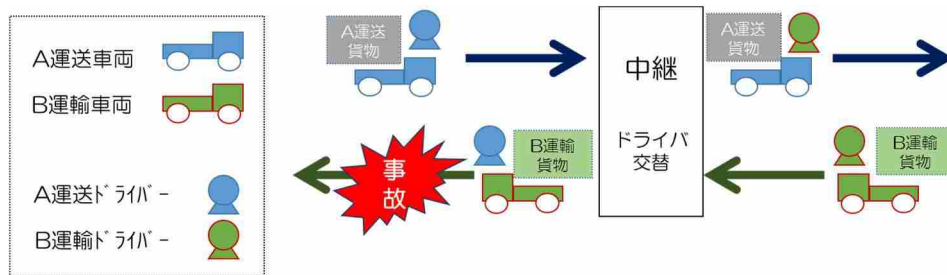 A運送車両
B運輸車両
A運送ﾄﾞﾗｲﾊﾞｰ
B運輸ﾄﾞﾗｲﾊﾞｰ
A運送
貨物
中継
ドライバ
交替
A運送
貨物
事
故
B運輸
貨物
B運輸
貨物